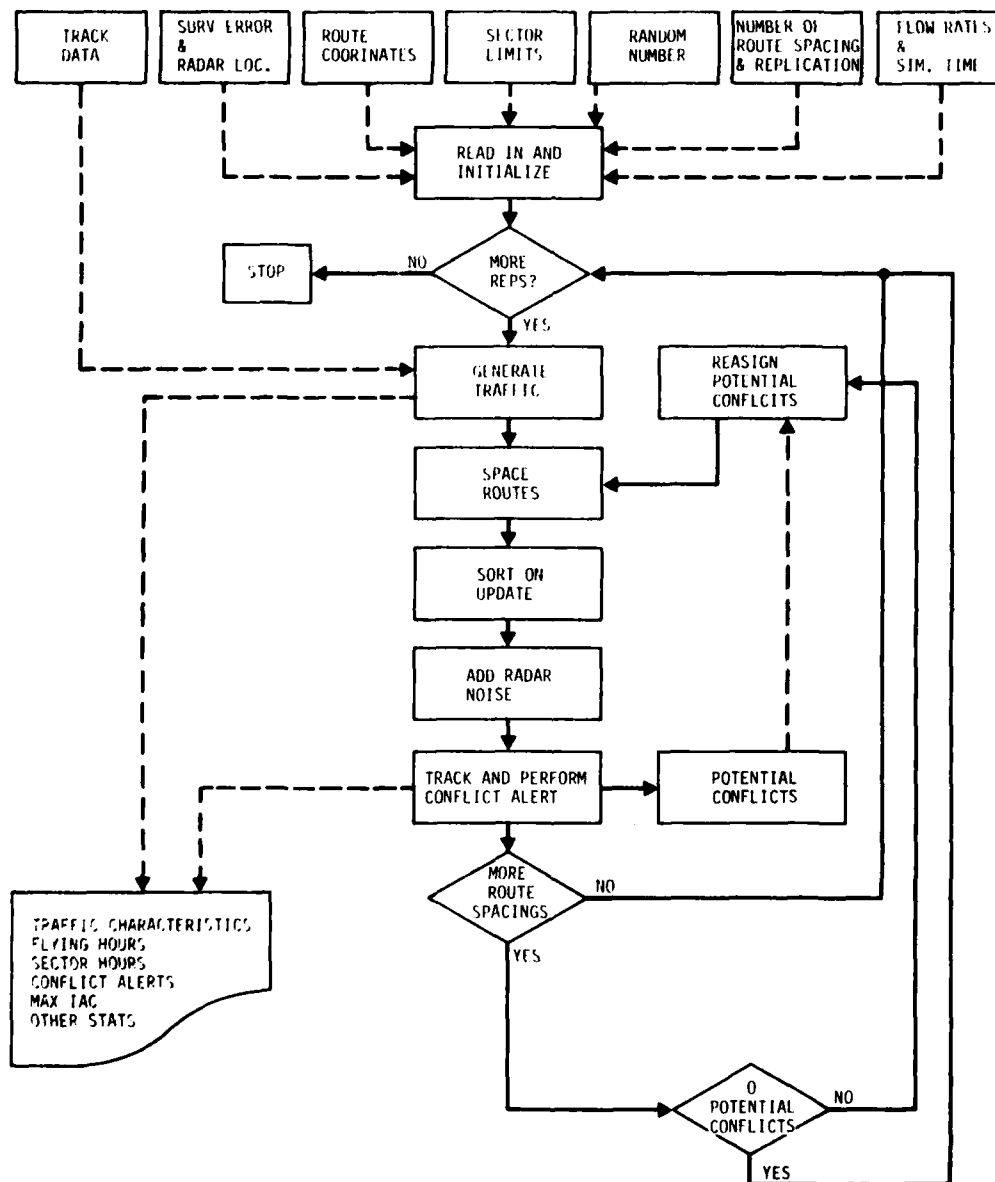 TRACK
DATA
SURV ERROR
&
RADAR LOC.
ROUTE
COORDINATES
SECTOR
LIMITS
RANDOM
NUMBER
NUMBER OF
ROUTE SPACING
& REPLICATION
FLOW RATES
&
SIM. TIME
READ IN AND
INITIALIZE
STOP
NO
MORE
REPS?
YES
GENERATE
TRAFFIC
REASIGN
POTENTIAL
CONFLCITS
SPACE
ROUTES
SORT ON
UPDATE
ADD RADAR
NOISE
TRACK AND PERFORM
CONFLICT ALERT
POTENTIAL
CONFLICTS
MORE
ROUTE
SPACINGS
NO
YES
TRAFFIC CHARACTERISTICS
FLYING HOURS
SECTOR HOURS
CONFLICT ALERTS
MAX IAC
OTHER STATS
0
POTENTIAL
CONFLICTS
NO
YES